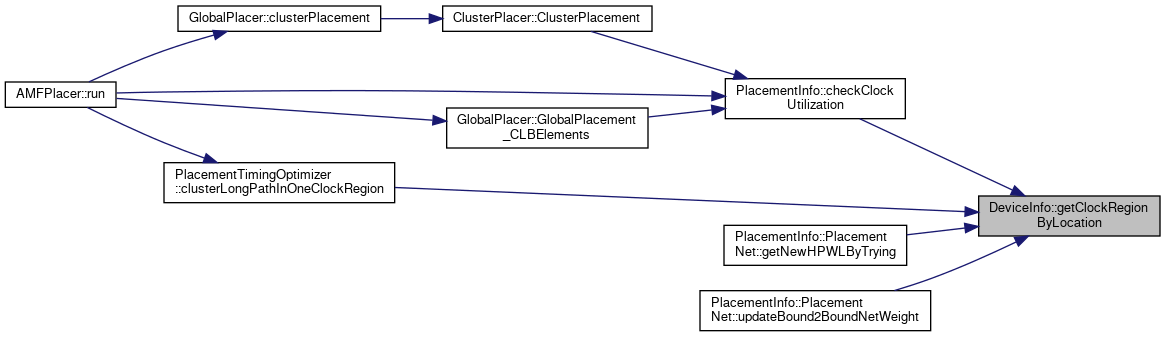 GlobalPlacer::clusterPlacement
ClusterPlacer::ClusterPlacement
AMFPlacer::run
PlacementInfo::checkClock
Utilization
GlobalPlacer::GlobalPlacement
_CLBElements
PlacementTimingOptimizer
::clusterLongPathInOneClockRegion
DeviceInfo::getClockRegion
ByLocation
PlacementInfo::Placement
Net::getNewHPWLByTrying
PlacementInfo::Placement
Net::updateBound2BoundNetWeight